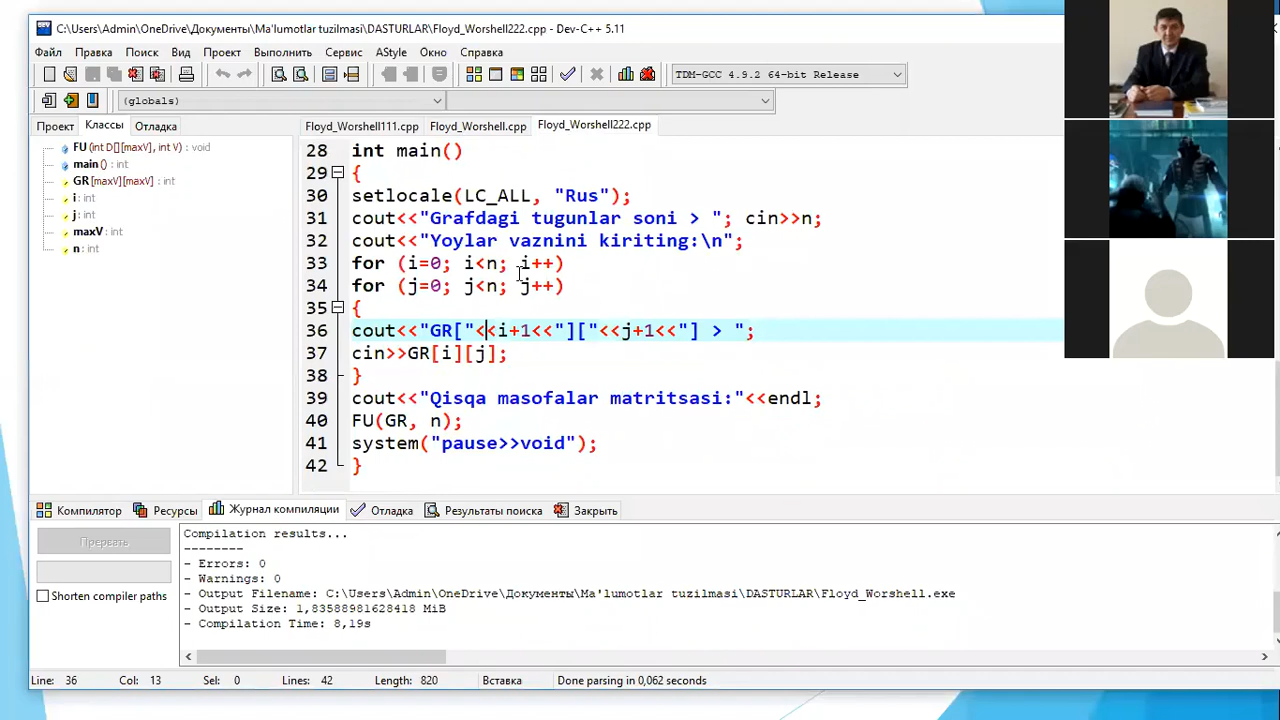 C:\Users\Admin\OneDrive\Документы\Ma'lumotlar tuzilmasi\DASTURLAR\Floyd_Worshell222.cpp - Dev-C++ 5.11
Файл Правка Поиск Вид Проект Выполнить Сервис AStyle Окно Справка
TDM-GCC 4.9.2 64-bit Release
(globals)
Проект Классы Отладка
Floyd_Worshell111.cpp Floyd_Worshell.cpp Floyd_Worshell222.cpp
FU (int D[][maxV], int V) : void
main () : int
GR [maxV][maxV] : int
i : int
j : int
maxV : int
n : int
28 int main()
29 {
30 setlocale(LC_ALL, "Rus");
31 cout<<"Grafdagi tugunlar soni > "; cin>>n;
32 cout<<"Yoylar vaznini kiriting:\n";
33 for (i=0; i<n; i++)
34 for (j=0; j<n; j++)
35 {
36 cout<<"GR["<<i+1<<"]["<<j+1<<"] > ";
37 cin>>GR[i][j];
38 }
39 cout<<"Qisqa masofalar matritsasi:"<<endl;
40 FU(GR, n);
41 system("pause>>void");
42 }
Компилятор Ресурсы Журнал компиляции Отладка Результаты поиска Закрыть
Прервать
Shorten compiler paths
Compilation results...
--------
- Errors: 0
- Warnings: 0
- Output Filename: C:\Users\Admin\OneDrive\Документы\Ma'lumotlar tuzilmasi\DASTURLAR\Floyd_Worshell.exe
- Output Size: 1,83588981628418 MiB
- Compilation Time: 8,19s
Line: 36 Col: 13 Sel: 0 Lines: 42 Length: 820 Вставка Done parsing in 0,062 seconds